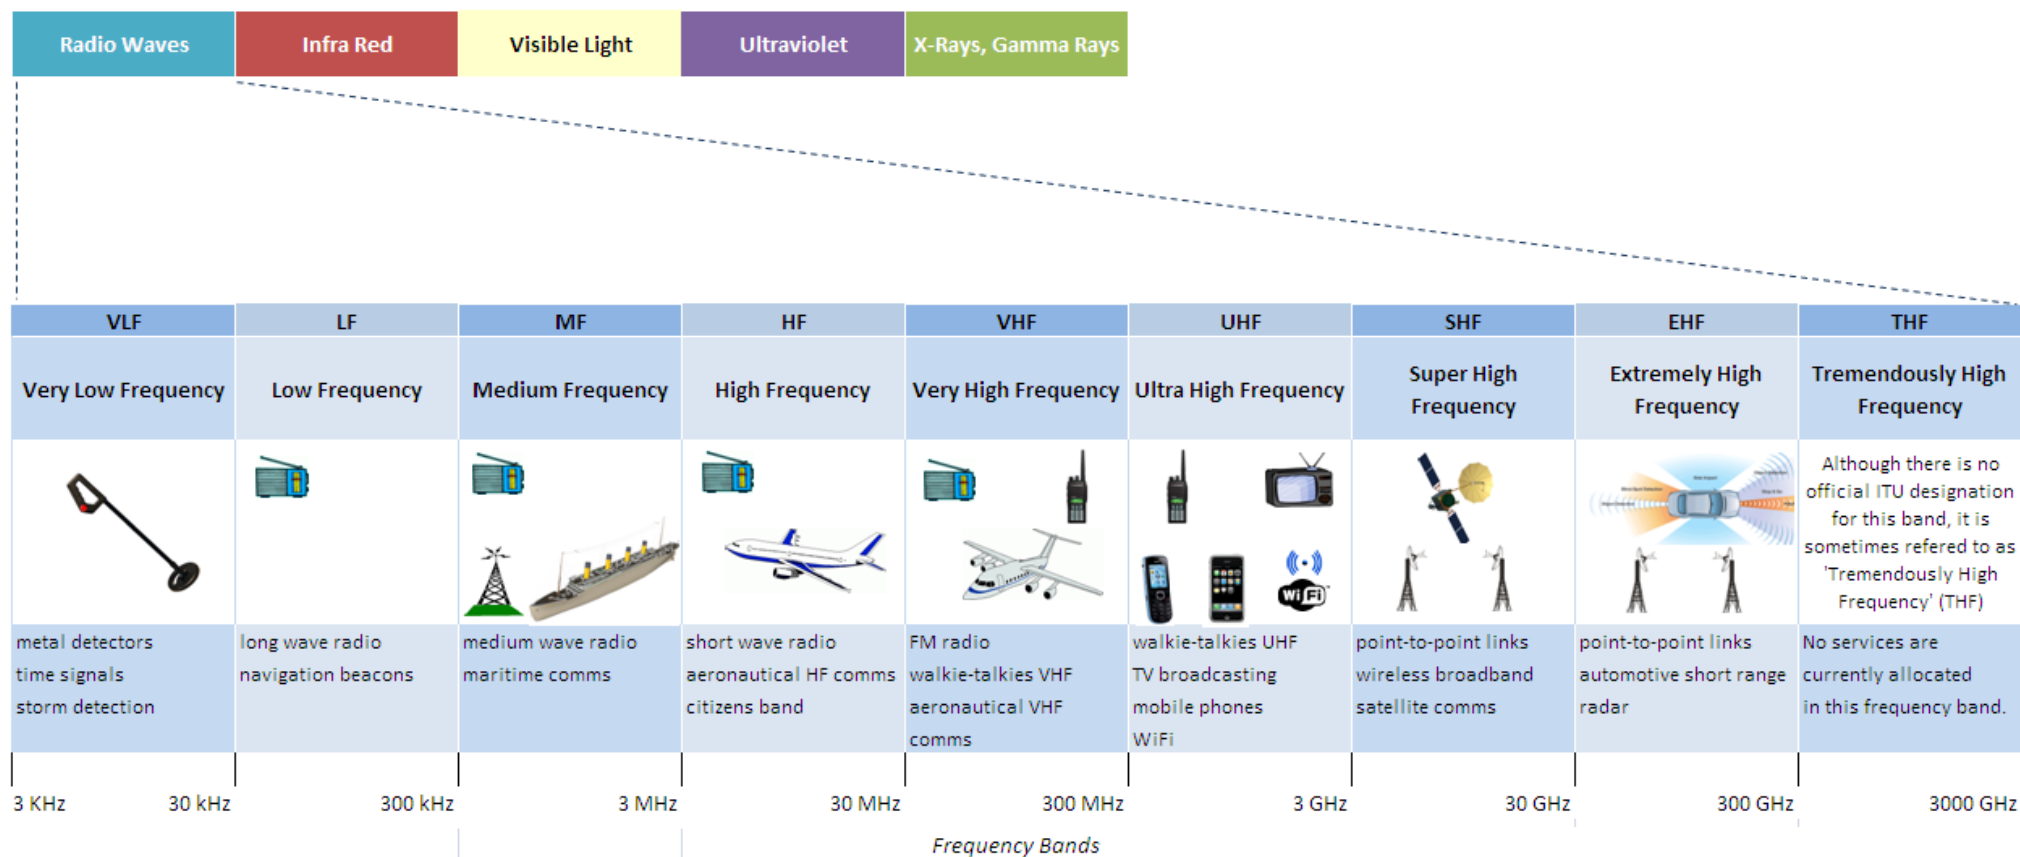 Radio Waves
Infra Red
Visible Light
Ultraviolet
X-Rays, Gamma Rays
VLF
LF
MF
HF
VHF
UHF
SHF
EHF
THF
Very Low Frequency
Low Frequency
Medium Frequency
High Frequency
Very High Frequency
Ultra High Frequency
Super High
Frequency
Extremely High
Frequency
Tremendously High
Frequency
WiFi
Although there is no
official ITU designation
for this band, it is
sometimes refered to as
'Tremendously High
Frequency' (THF)
metal detectors
time signals
storm detection
long wave radio
navigation beacons
medium wave radio
maritime comms
short wave radio
aeronautical HF comms
citizens band
FM radio
walkie-talkies VHF
aeronautical VHF
comms
walkie-talkies UHF
TV broadcasting
mobile phones
WiFi
point-to-point links
wireless broadband
satellite comms
point-to-point links
automotive short range
radar
No services are
currently allocated
in this frequency band.
3 KHz
30 kHz
300 kHz
3 MHz
30 MHz
300 MHz
3 GHz
30 GHz
300 GHz
3000 GHz
Frequency Bands